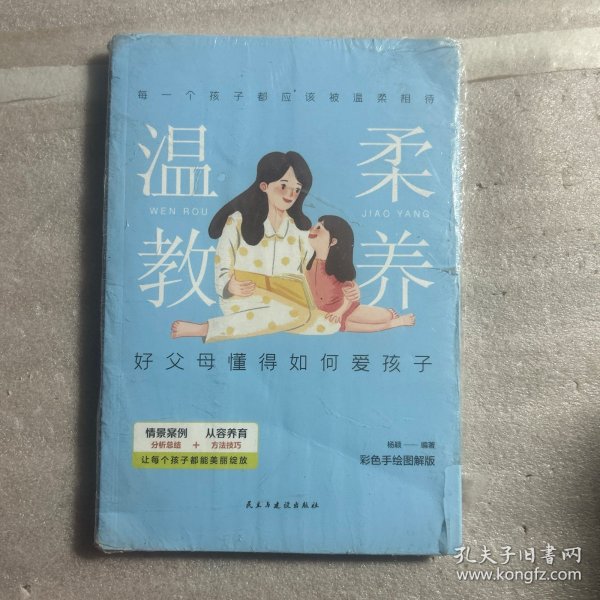 每一个孩子都应该被温柔相待
温柔
WEN ROU
JIAO YANG
教养
好父母懂得如何爱孩子
情景案例 从容养育
分析总结 + 方法技巧
让每个孩子都能美丽绽放
杨颖——编著
彩色手绘图解版
民主与建设出版社
孔夫子旧书网
www.kongfz.com